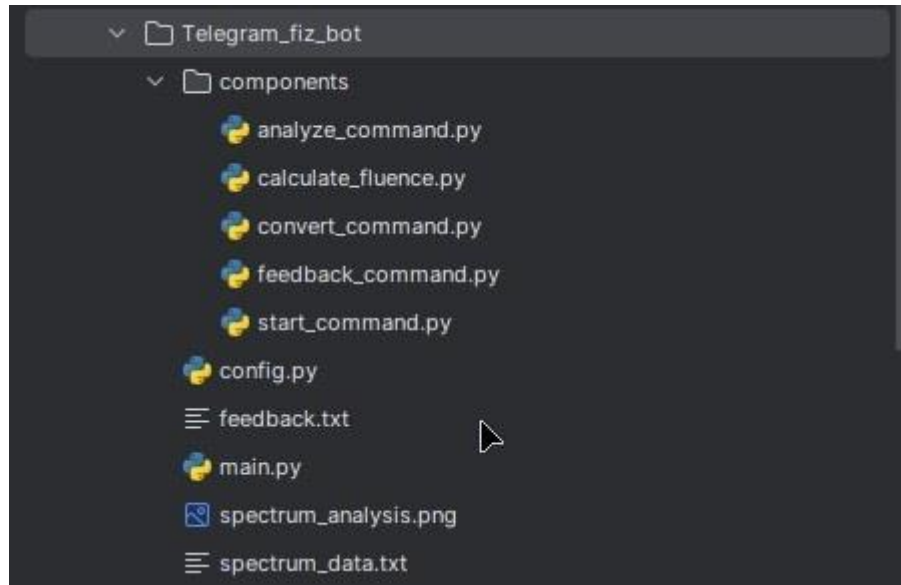 Telegram_fiz_bot
components
analyze_command.py
calculate_fluence.py
convert_command.py
feedback_command.py
start_command.py
config.py
feedback.txt
main.py
spectrum_analysis.png
spectrum_data.txt